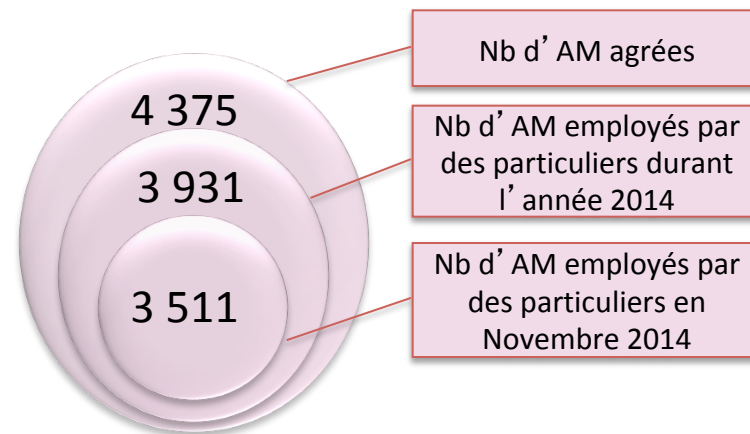 4 375
3 931
3 511
Nb d’ AM agrées
Nb d’ AM employés par
des particuliers durant
l’ année 2014
Nb d’ AM employés par
des particuliers en
Novembre 2014